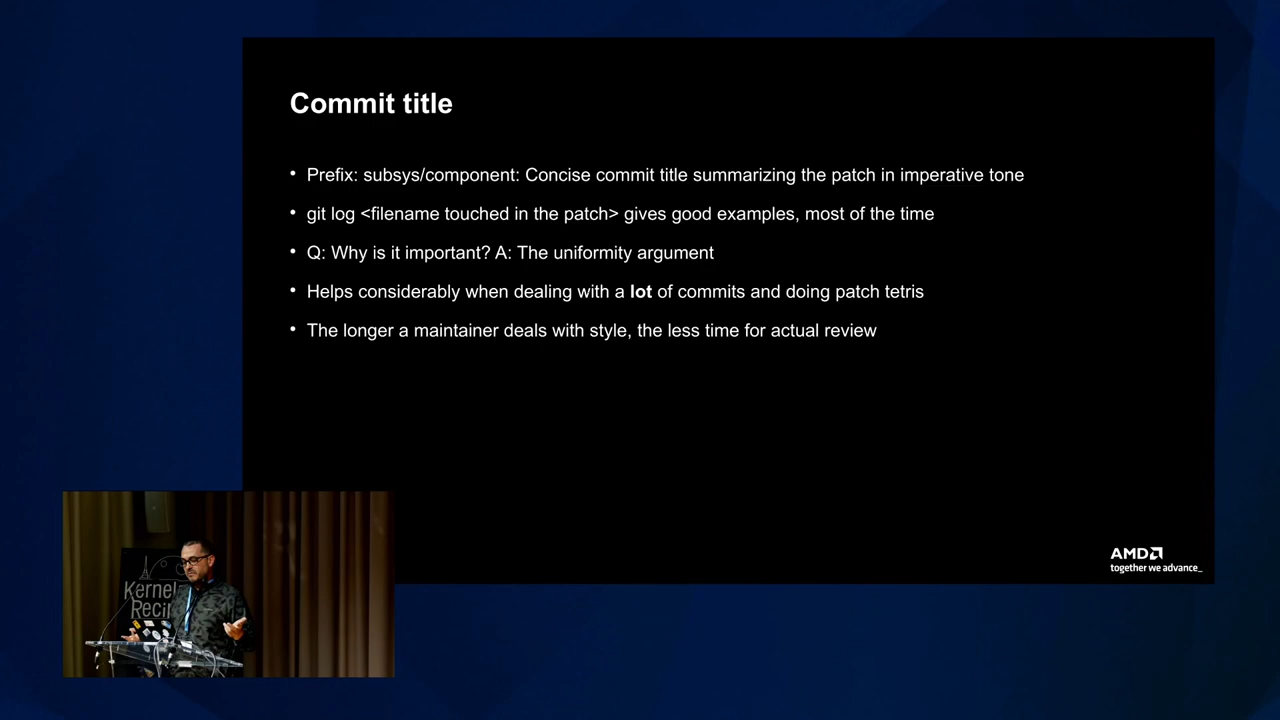 Commit title
• Prefix: subsys/component: Concise commit title summarizing the patch in imperative tone
• git log <filename touched in the patch> gives good examples, most of the time
• Q: Why is it important? A: The uniformity argument
• Helps considerably when dealing with a lot of commits and doing patch tetris
• The longer a maintainer deals with style, the less time for actual review
AMD
together we advance_
Kernel